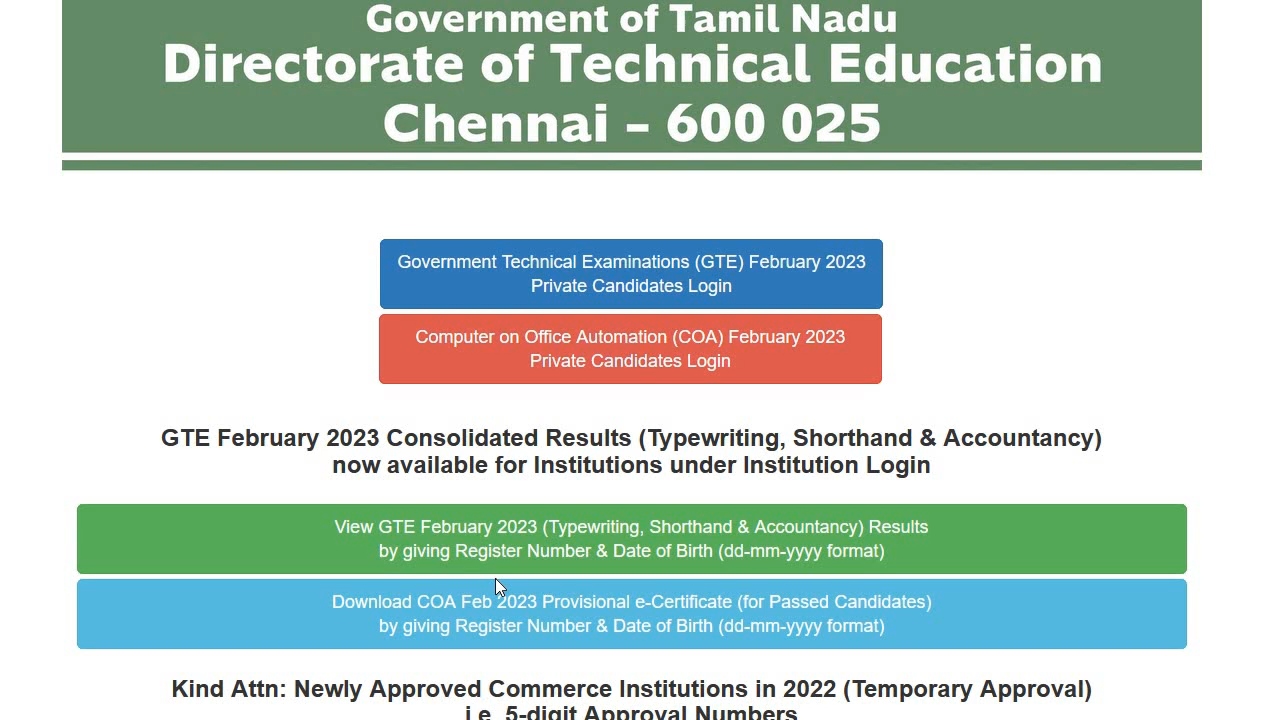 Government of Tamil Nadu
Directorate of Technical Education
Chennai – 600 025
Government Technical Examinations (GTE) February 2023
Private Candidates Login
Computer on Office Automation (COA) February 2023
Private Candidates Login
GTE February 2023 Consolidated Results (Typewriting, Shorthand & Accountancy)
now available for Institutions under Institution Login
View GTE February 2023 (Typewriting, Shorthand & Accountancy) Results
by giving Register Number & Date of Birth (dd-mm-yyyy format)
Download COA Feb 2023 Provisional e-Certificate (for Passed Candidates)
by giving Register Number & Date of Birth (dd-mm-yyyy format)
Kind Attn: Newly Approved Commerce Institutions in 2022 (Temporary Approval)
i.e. 5-digit Approval Numbers